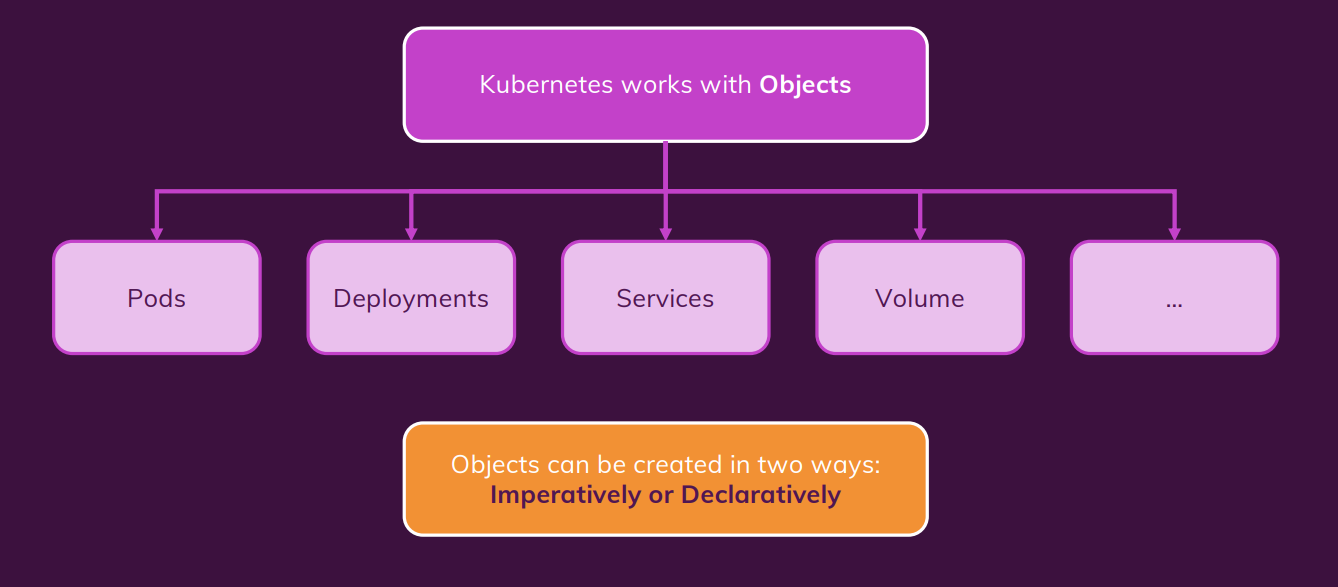 Kubernetes works with Objects
Pods
Deployments
Services
Volume
...
Objects can be created in two ways:
Imperatively or Declaratively